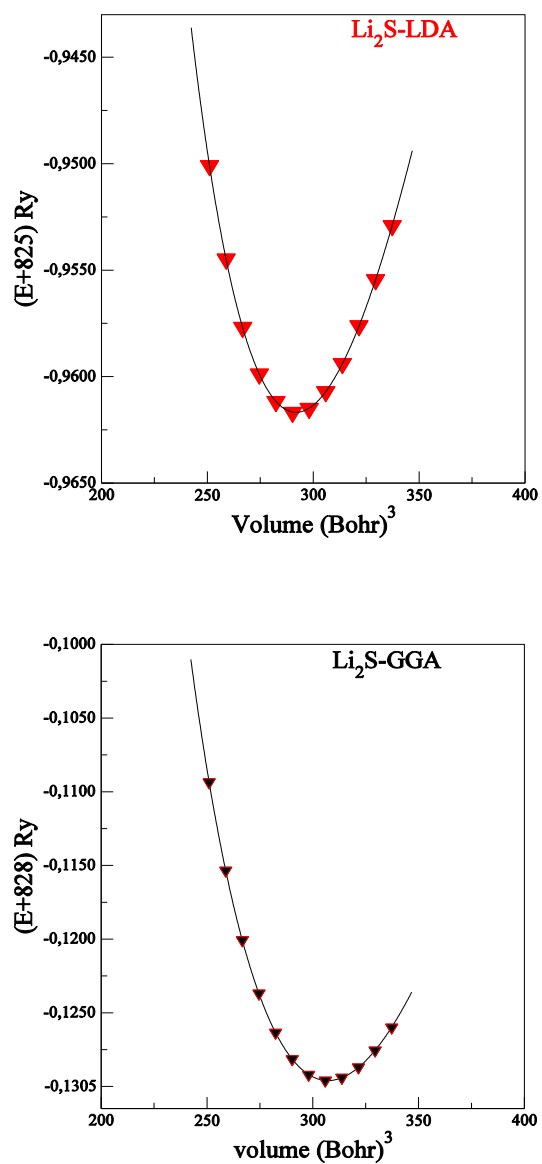 Li₂S-LDA
-0,9450
-0,9500
-0,9550
-0,9600
-0,9650
(E+825) Ry
200 250 300 350 400
Volume (Bohr)³
Li₂S-GGA
-0,1000
-0,1050
-0,1100
-0,1150
-0,1200
-0,1250
-0,1305
(E+828) Ry
200 250 300 350 400
volume (Bohr)³